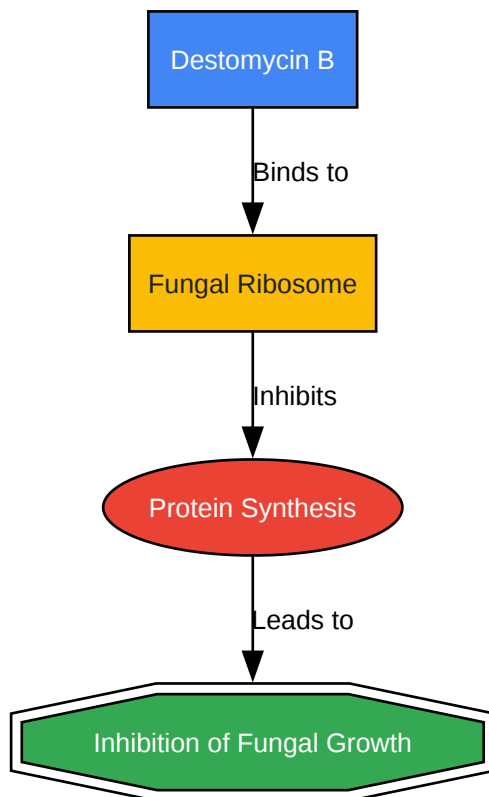 Destomycin B
Binds to
Fungal Ribosome
Inhibits
Protein Synthesis
Leads to
Inhibition of Fungal Growth